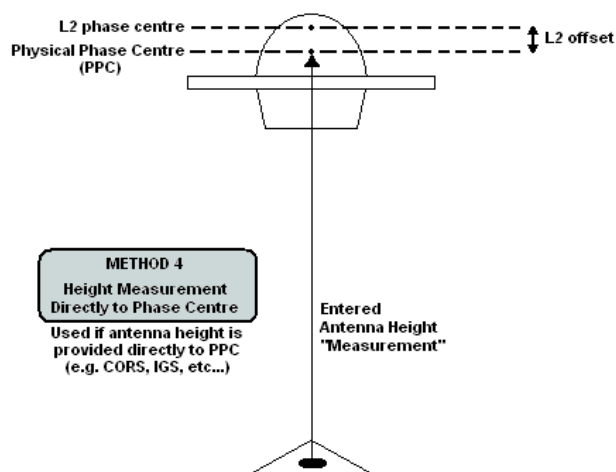 L2 phase centre
L2 offset
Physical Phase Centre
(PPC)
METHOD 4
Height Measurement
Directly to Phase Centre
Used if antenna height is
provided directly to PPC
(e.g. CORS, IGS, etc...)
Entered
Antenna Height
"Measurement"